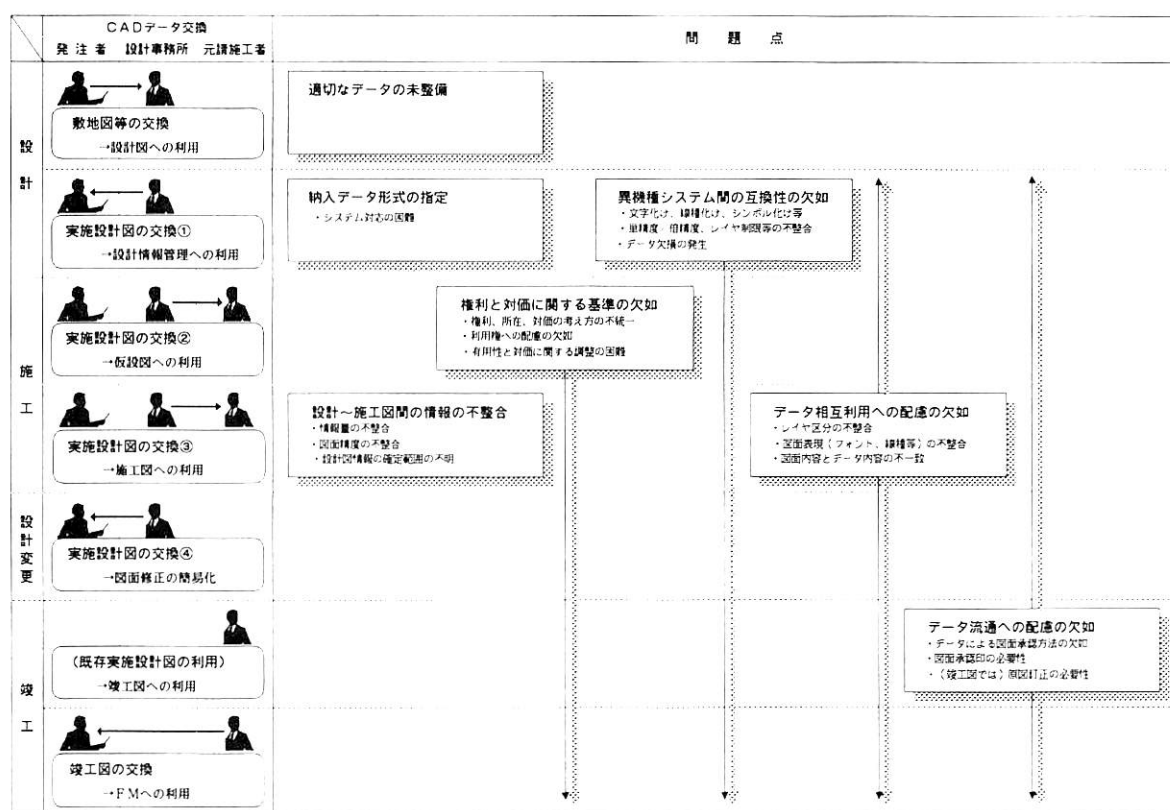 CADデータ交換
発注者 設計事務所 元請施工者
問題点
設計
敷地図等の交換
→設計図への利用
適切なデータの未整備
実施設計図の交換①
→設計情報管理への利用
納入データ形式の指定
・システム対応の困難
異機種システム間の互換性の欠如
・文字化け、線種化け、シンボル化け等
・単精度・倍精度、レイヤ制限等の不整合
・データ欠損の発生
施工
実施設計図の交換②
→仮設図への利用
権利と対価に関する基準の欠如
・権利、所在、対価の考え方の不統一
・利用権への配慮の欠如
・有用性と対価に関する調整の困難
実施設計図の交換③
→施工図への利用
設計～施工図間の情報の不整合
・情報量の不整合
・図面精度の不整合
・設計図情報の確定範囲の不明
データ相互利用への配慮の欠如
・レイヤ区分の不整合
・図面表現(フォント、線種等)の不整合
・図面内容とデータ内容の不一致
設計変更
実施設計図の交換④
→図面修正の簡易化
竣工
(既存実施設計図の利用)
→竣工図への利用
データ流通への配慮の欠如
・データによる図面承認方法の欠如
・図面承認印の必要性
・(竣工図では)原図訂正の必要性
竣工図の交換
→FMへの利用